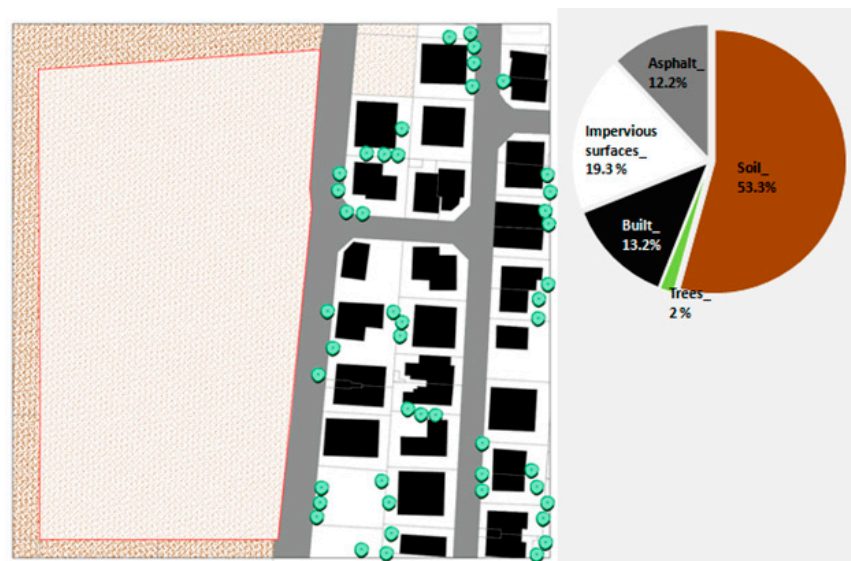 Asphalt_
12.2%
Impervious
surfaces_
19.3 %
Soil_
53.3%
Built_
13.2%
Trees_
2 %